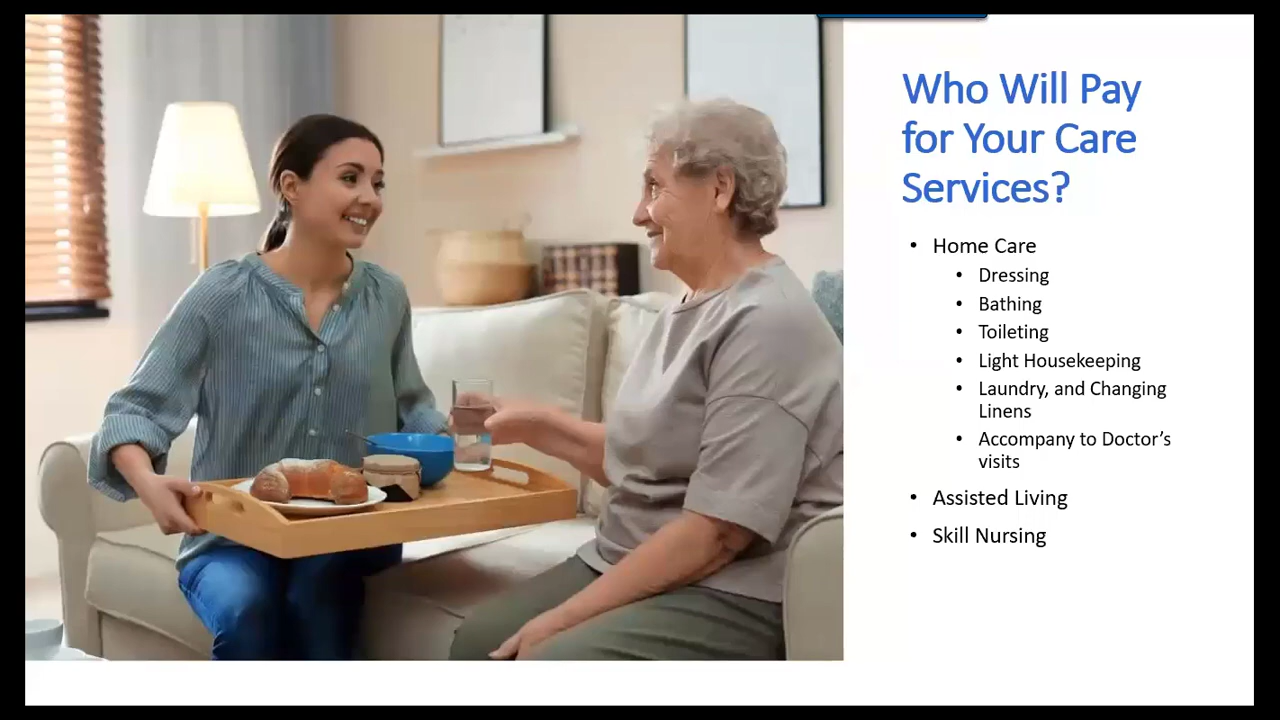 Who Will Pay
for Your Care
Services?
• Home Care
• Dressing
• Bathing
• Toileting
• Light Housekeeping
• Laundry, and Changing
Linens
• Accompany to Doctor’s
visits
• Assisted Living
• Skill Nursing